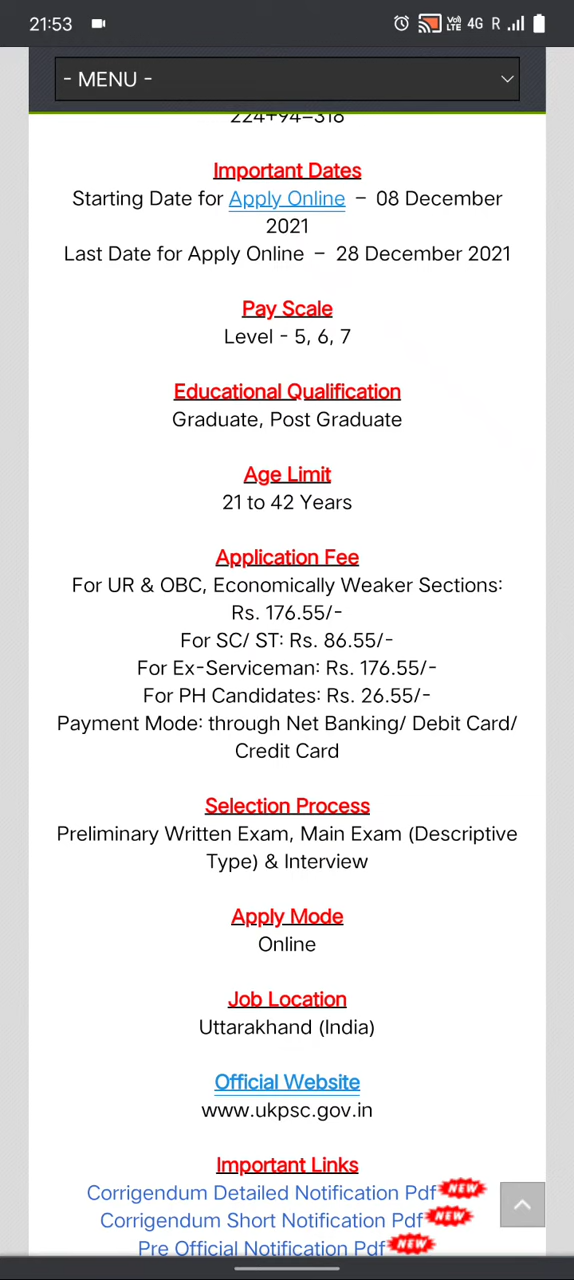 21:53
Vo)
LTE 4G R
- MENU -
224+94=318
Important Dates
Starting Date for Apply Online – 08 December
2021
Last Date for Apply Online – 28 December 2021
Pay Scale
Level - 5, 6, 7
Educational Qualification
Graduate, Post Graduate
Age Limit
21 to 42 Years
Application Fee
For UR & OBC, Economically Weaker Sections:
Rs. 176.55/-
For SC/ ST: Rs. 86.55/-
For Ex-Serviceman: Rs. 176.55/-
For PH Candidates: Rs. 26.55/-
Payment Mode: through Net Banking/ Debit Card/
Credit Card
Selection Process
Preliminary Written Exam, Main Exam (Descriptive
Type) & Interview
Apply Mode
Online
Job Location
Uttarakhand (India)
Official Website
www.ukpsc.gov.in
Important Links
Corrigendum Detailed Notification Pdf NEW
Corrigendum Short Notification Pdf NEW
Pre Official Notification Pdf NEW